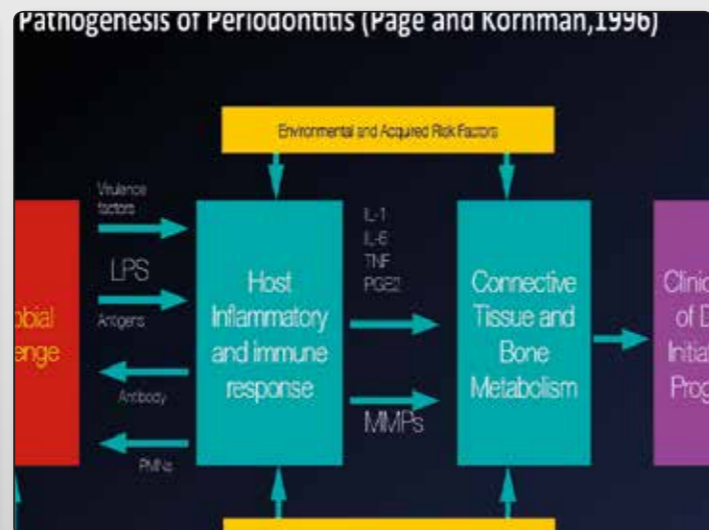 Pathogenesis of Periodontitis (Page and Kornman,1996)
Environmental and Acquired Risk Factors
Virulence
factors
LPS
Antigens
Antibody
PMNs
Host
Inflammatory
and immune
response
IL-1
IL-6
TNF
PGE2
MMPs
Connective
Tissue and
Bone
Metabolism
of